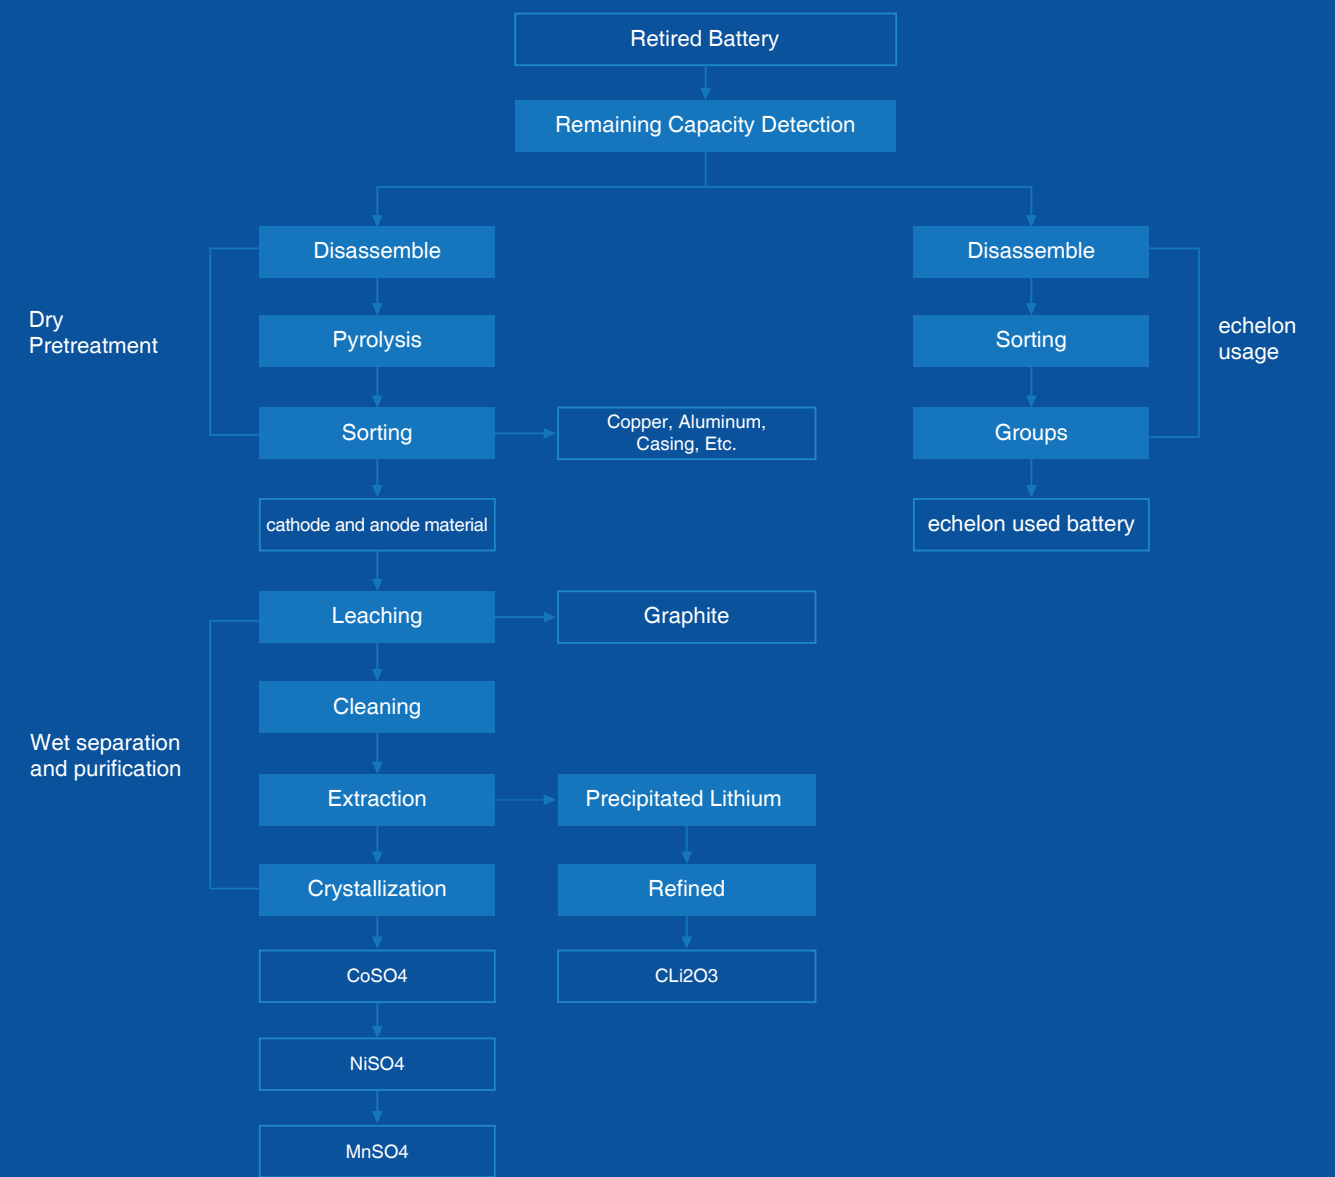 Retired Battery
Remaining Capacity Detection
Disassemble
Disassemble
Dry
Pretreatment
Pyrolysis
Sorting
echelon
usage
Sorting
Copper, Aluminum,
Casing, Etc.
Groups
cathode and anode material
echelon used battery
Leaching
Graphite
Cleaning
Wet separation
and purification
Extraction
Precipitated Lithium
Crystallization
Refined
CoSO4
CLi2O3
NiSO4
MnSO4